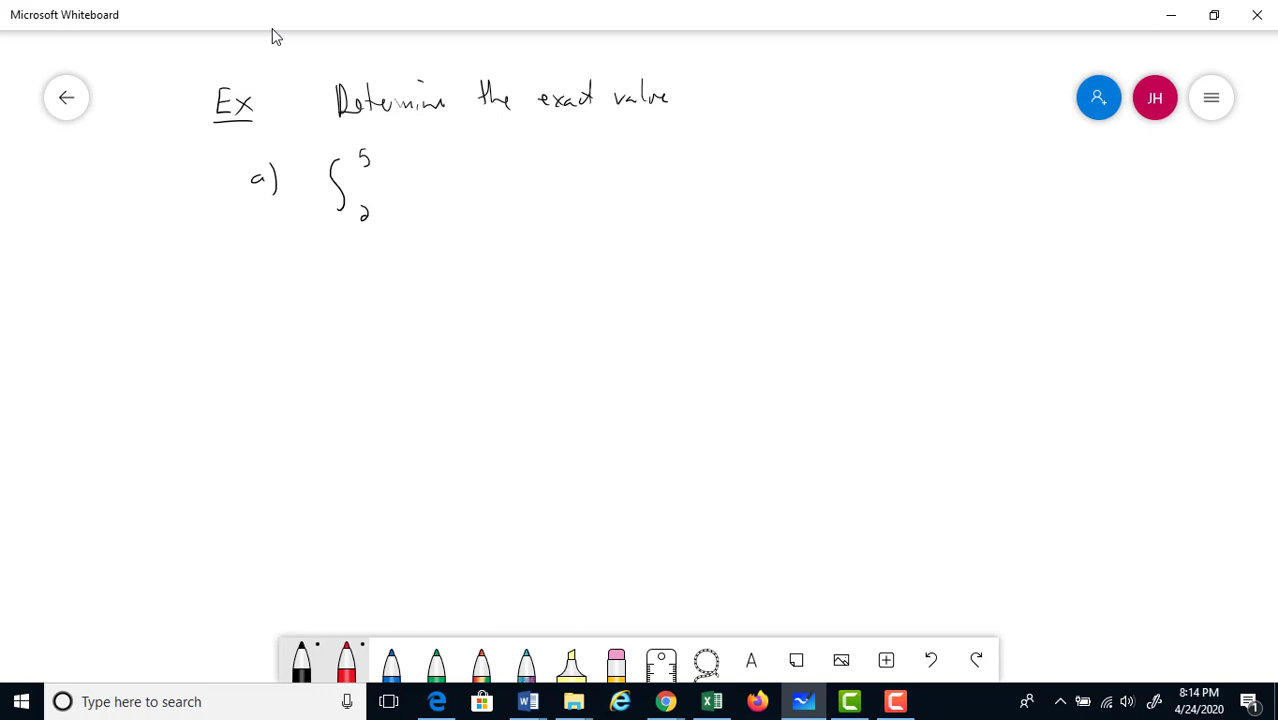 Microsoft Whiteboard
Ex Determine the exact value
JH
a) ∫ 5
2
A
Type here to search
8:14 PM
4/24/2020
1